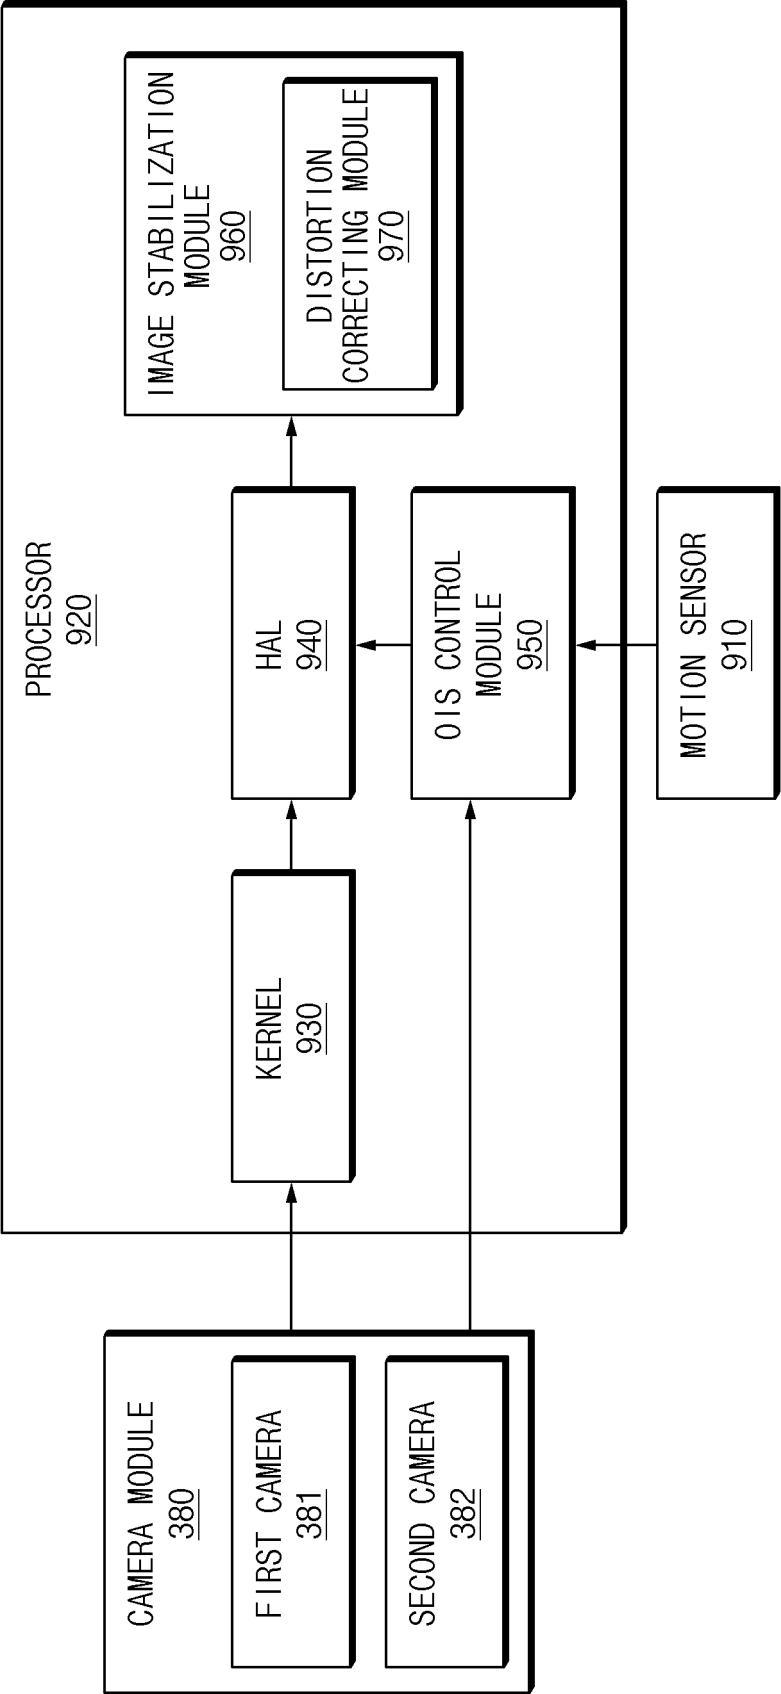 CAMERA MODULE
380
FIRST CAMERA
381
SECOND CAMERA
382
PROCESSOR
920
KERNEL
930
HAL
940
OIS CONTROL
MODULE
950
IMAGE STABILIZATION
MODULE
960
DISTORTION
CORRECTING MODULE
970
MOTION SENSOR
910